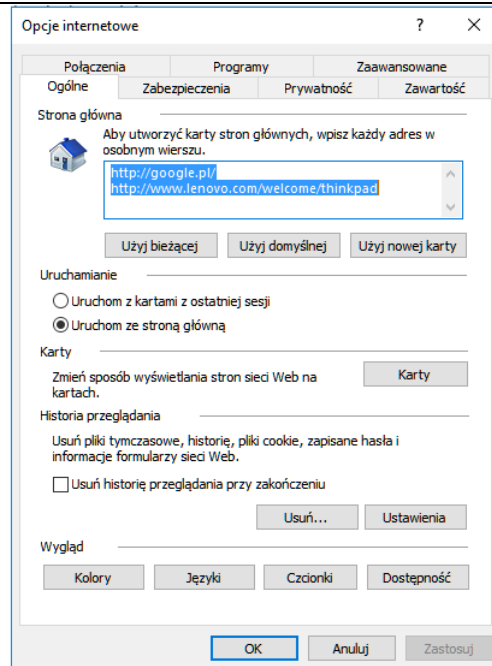 Opcje internetowe ? ×
Połączenia Programy Zaawansowane
Ogólne Zabezpieczenia Prywatność Zawartość
Strona główna
Aby utworzyć karty stron głównych, wpisz każdy adres w
osobnym wierszu.
http://google.pl/
http://www.lenovo.com/welcome/thinkpad
Użyj bieżącej Użyj domyślnej Użyj nowej karty
Uruchamianie
Uruchom z kartami z ostatniej sesji
Uruchom ze stroną główną
Karty
Zmień sposób wyświetlania stron sieci Web na
kartach.
Karty
Historia przeglądania
Usuń pliki tymczasowe, historię, pliki cookie, zapisane hasła i
informacje formularzy sieci Web.
Usuń historię przeglądania przy zakończeniu
Usuń... Ustawienia
Wygląd
Kolory Języki Czcionki Dostępność
OK Anuluj Zastosuj